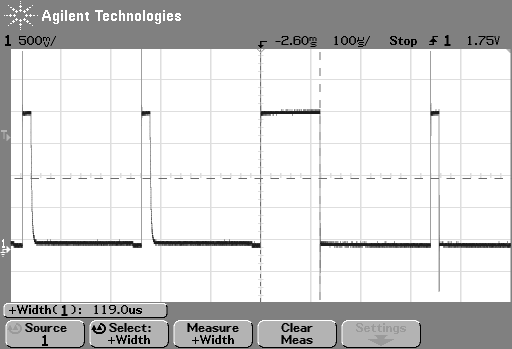 Agilent Technologies
1 500mV/ -2.60ms 100us/ Stop 1 1.75V
T
1
+Width(1): 119.0us
Source
1
Select:
+Width
Measure
+Width
Clear
Meas
Settings